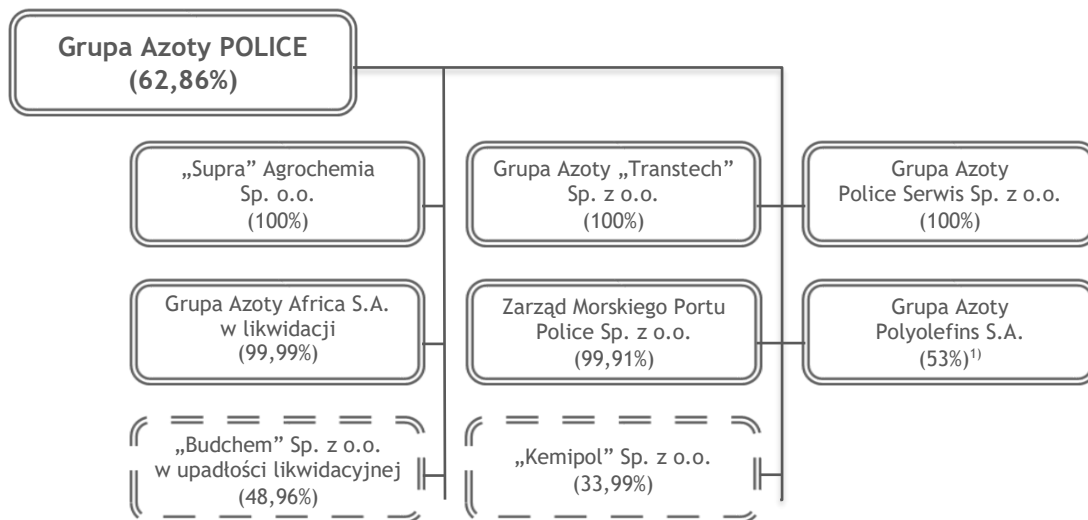 Grupa Azoty POLICE
(62,86%)
„Supra” Agrochemia
Sp. o.o.
(100%)
Grupa Azoty „Transtech”
Sp. z o.o.
(100%)
Grupa Azoty
Police Serwis Sp. z o.o.
(100%)
Grupa Azoty Africa S.A.
w likwidacji
(99,99%)
Zarząd Morskiego Portu
Police Sp. z o.o.
(99,91%)
Grupa Azoty
Polyolefins S.A.
(53%)¹⁾
„Budchem” Sp. z o.o.
w upadłości likwidacyjnej
(48,96%)
„Kemipol” Sp. z o.o.
(33,99%)